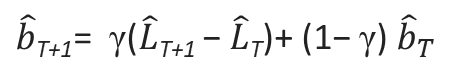 b̂_{T+1}= γ(L̂_{T+1} − L̂_T)+ (1− γ) b̂_T